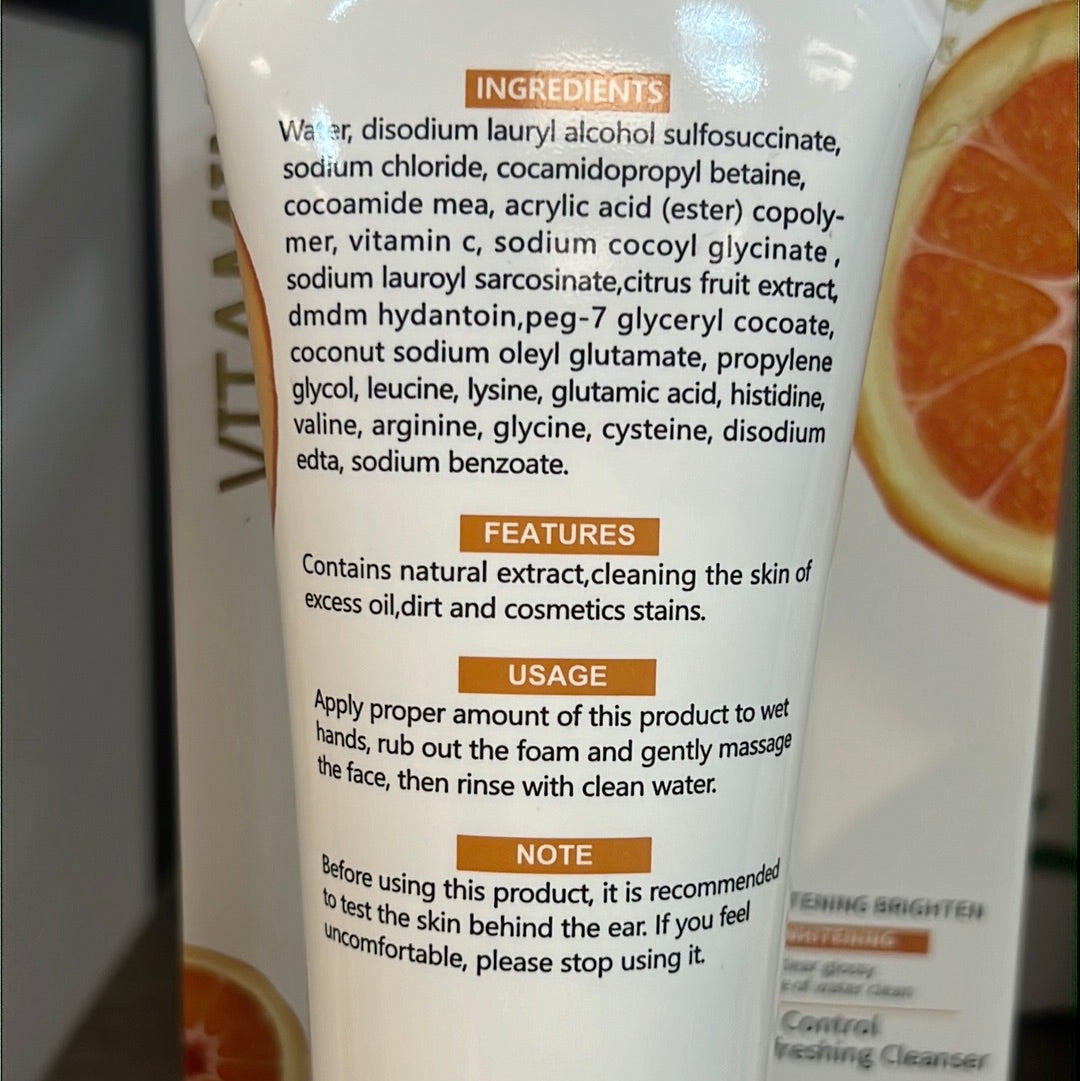 INGREDIENTS
Water, disodium lauryl alcohol sulfosuccinate,
sodium chloride, cocamidopropyl betaine,
cocoamide mea, acrylic acid (ester) copoly-
mer, vitamin c, sodium cocoyl glycinate ,
sodium lauroyl sarcosinate,citrus fruit extract,
dmdm hydantoin,peg-7 glyceryl cocoate,
coconut sodium oleyl glutamate, propylene
glycol, leucine, lysine, glutamic acid, histidine,
valine, arginine, glycine, cysteine, disodium
edta, sodium benzoate.
FEATURES
Contains natural extract,cleaning the skin of
excess oil,dirt and cosmetics stains.
USAGE
Apply proper amount of this product to wet
hands, rub out the foam and gently massage
the face, then rinse with clean water.
NOTE
Before using this product, it is recommended
to test the skin behind the ear. If you feel
uncomfortable, please stop using it.
VITAM
TENING BRIGHTEN
WHITENING
Control
freshing Cleanser